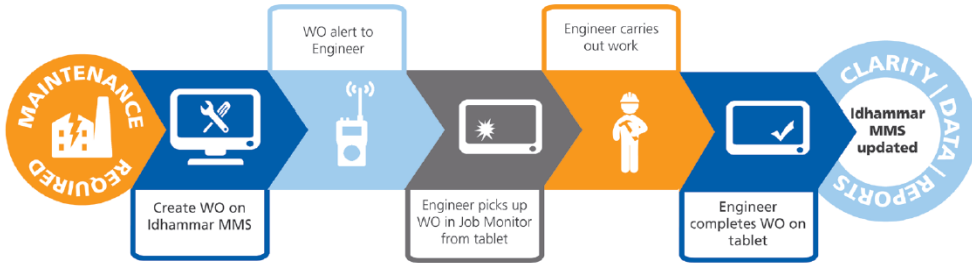 MAINTENANCE
REQUIRED
Create WO on
Idhammar MMS
WO alert to
Engineer
Engineer picks up
WO in Job Monitor
from tablet
Engineer carries
out work
Engineer
completes WO on
tablet
CLARITY | DATA | REPORTS
Idhammar
MMS
updated